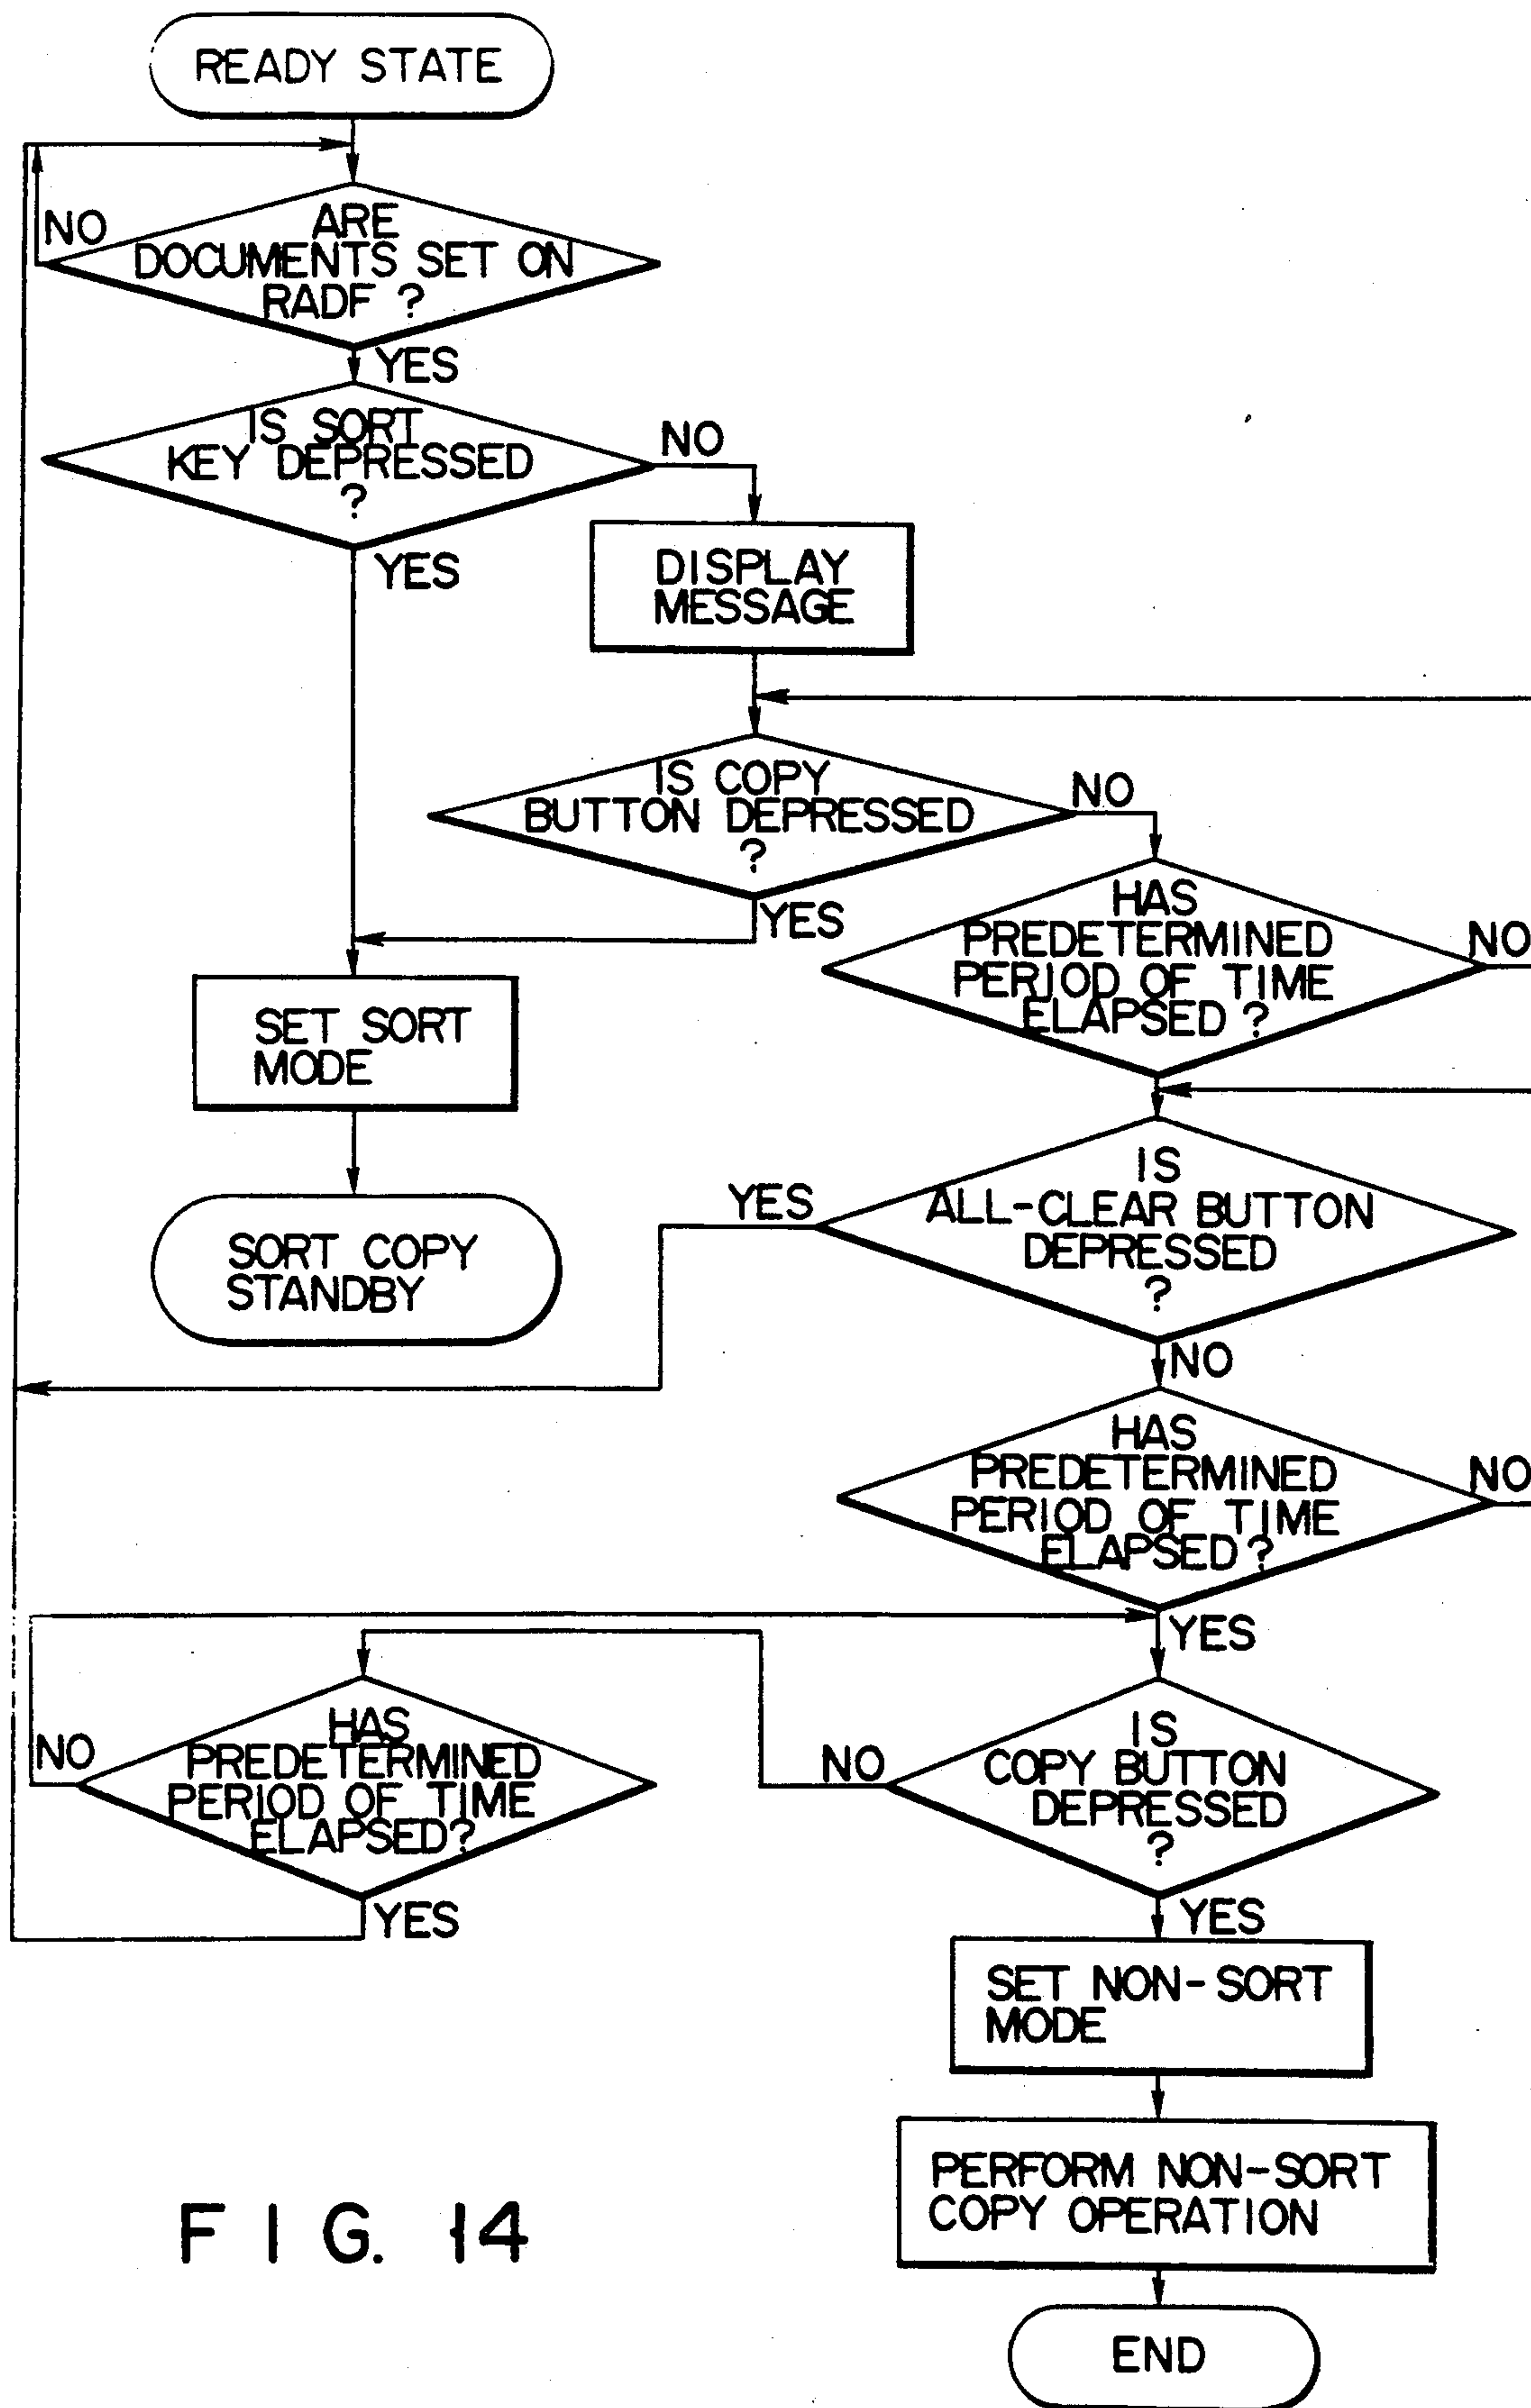 READY STATE
NO
ARE
DOCUMENTS SET ON
RADF ?
YES
IS SORT
KEY DEPRESSED
?
NO
YES
DISPLAY
MESSAGE
IS COPY
BUTTON DEPRESSED
?
NO
YES
HAS
PREDETERMINED
PERIOD OF TIME
ELAPSED ?
NO
SET SORT
MODE
SORT COPY
STANDBY
YES
IS
ALL-CLEAR BUTTON
DEPRESSED
?
NO
HAS
PREDETERMINED
PERIOD OF TIME
ELAPSED ?
NO
YES
NO
HAS
PREDETERMINED
PERIOD OF TIME
ELAPSED?
YES
NO
IS
COPY BUTTON
DEPRESSED
?
YES
SET NON-SORT
MODE
PERFORM NON-SORT
COPY OPERATION
END
FIG. 14